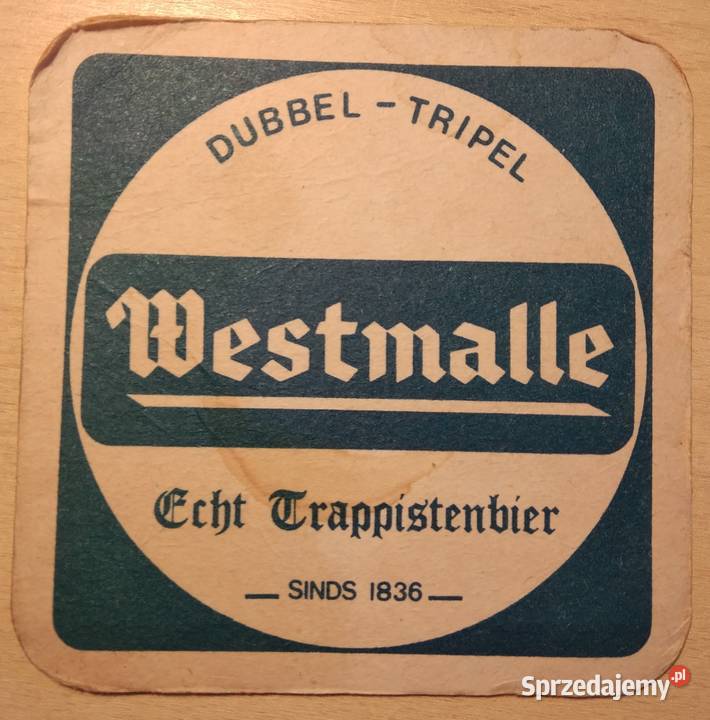 DUBBEL - TRIPEL
Westmalle
Echt Trappistenbier
— SINDS 1836 —
Sprzedajemy.pl